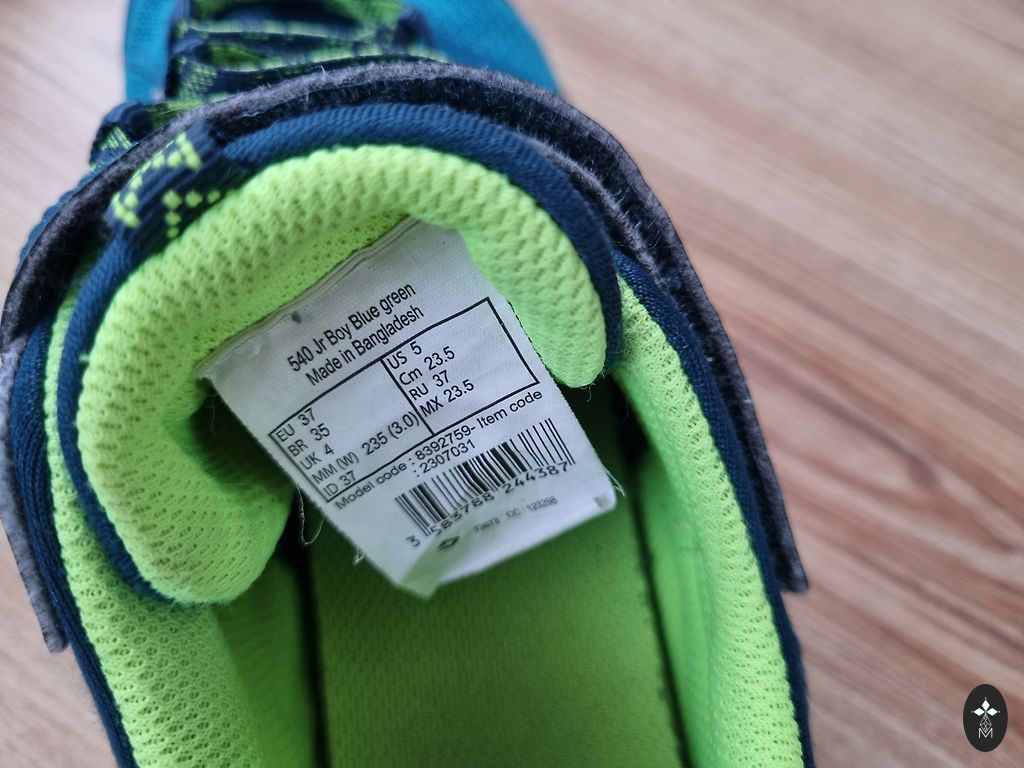 540 Jr Boy Blue green
Made in Bangladesh
EU 37
BR 35
UK 4
MM (W) 235 (3.0)
ID 37
US 5
Cm 23.5
RU 37
MX 23.5
Model code : 8392759- Item code
: 2307031
3 583788 244387
M